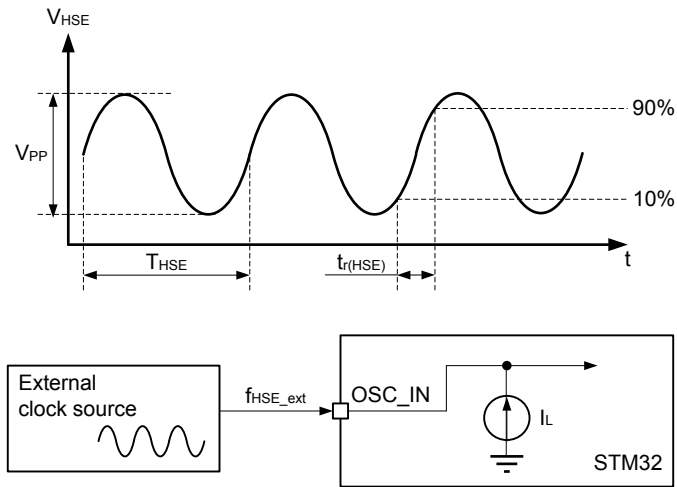 VHSE
90%
VPP
10%
THSE
tr(HSE)
t
External
clock source
fHSE_ext
OSC_IN
IL
STM32